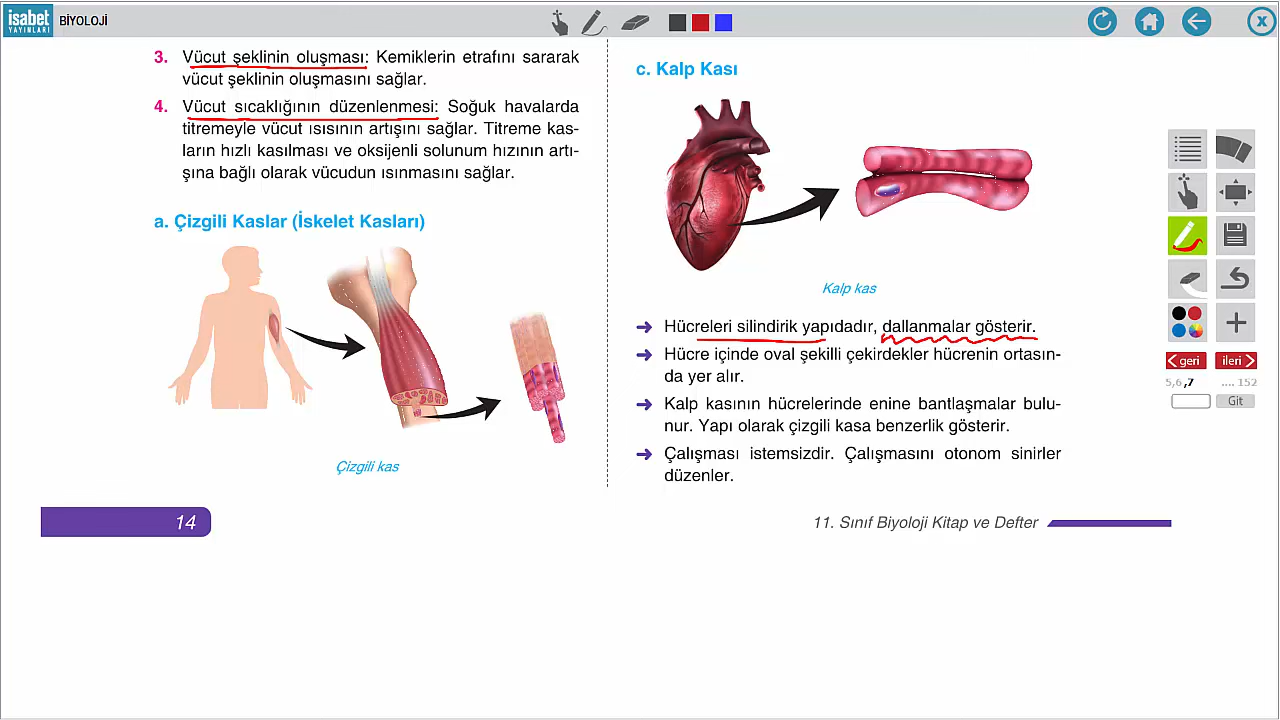 isabet
YAYINLARI
BİYOLOJİ
3. Vücut şeklinin oluşması: Kemiklerin etrafını sararak
vücut şeklinin oluşmasını sağlar.
4. Vücut sıcaklığının düzenlenmesi: Soğuk havalarda
titremeyle vücut ısısının artışını sağlar. Titreme kas-
ların hızlı kasılması ve oksijenli solunum hızının artı-
şına bağlı olarak vücudun ısınmasını sağlar.
a. Çizgili Kaslar (İskelet Kasları)
Çizgili kas
14
c. Kalp Kası
Kalp kas
➔ Hücreleri silindirik yapıdadır, dallanmalar gösterir.
➔ Hücre içinde oval şekilli çekirdekler hücrenin ortasın-
da yer alır.
➔ Kalp kasının hücrelerinde enine bantlaşmalar bulu-
nur. Yapı olarak çizgili kasa benzerlik gösterir.
➔ Çalışması istemsizdir. Çalışmasını otonom sinirler
düzenler.
11. Sınıf Biyoloji Kitap ve Defter
geri ileri
5,6,7 .... 152
Git